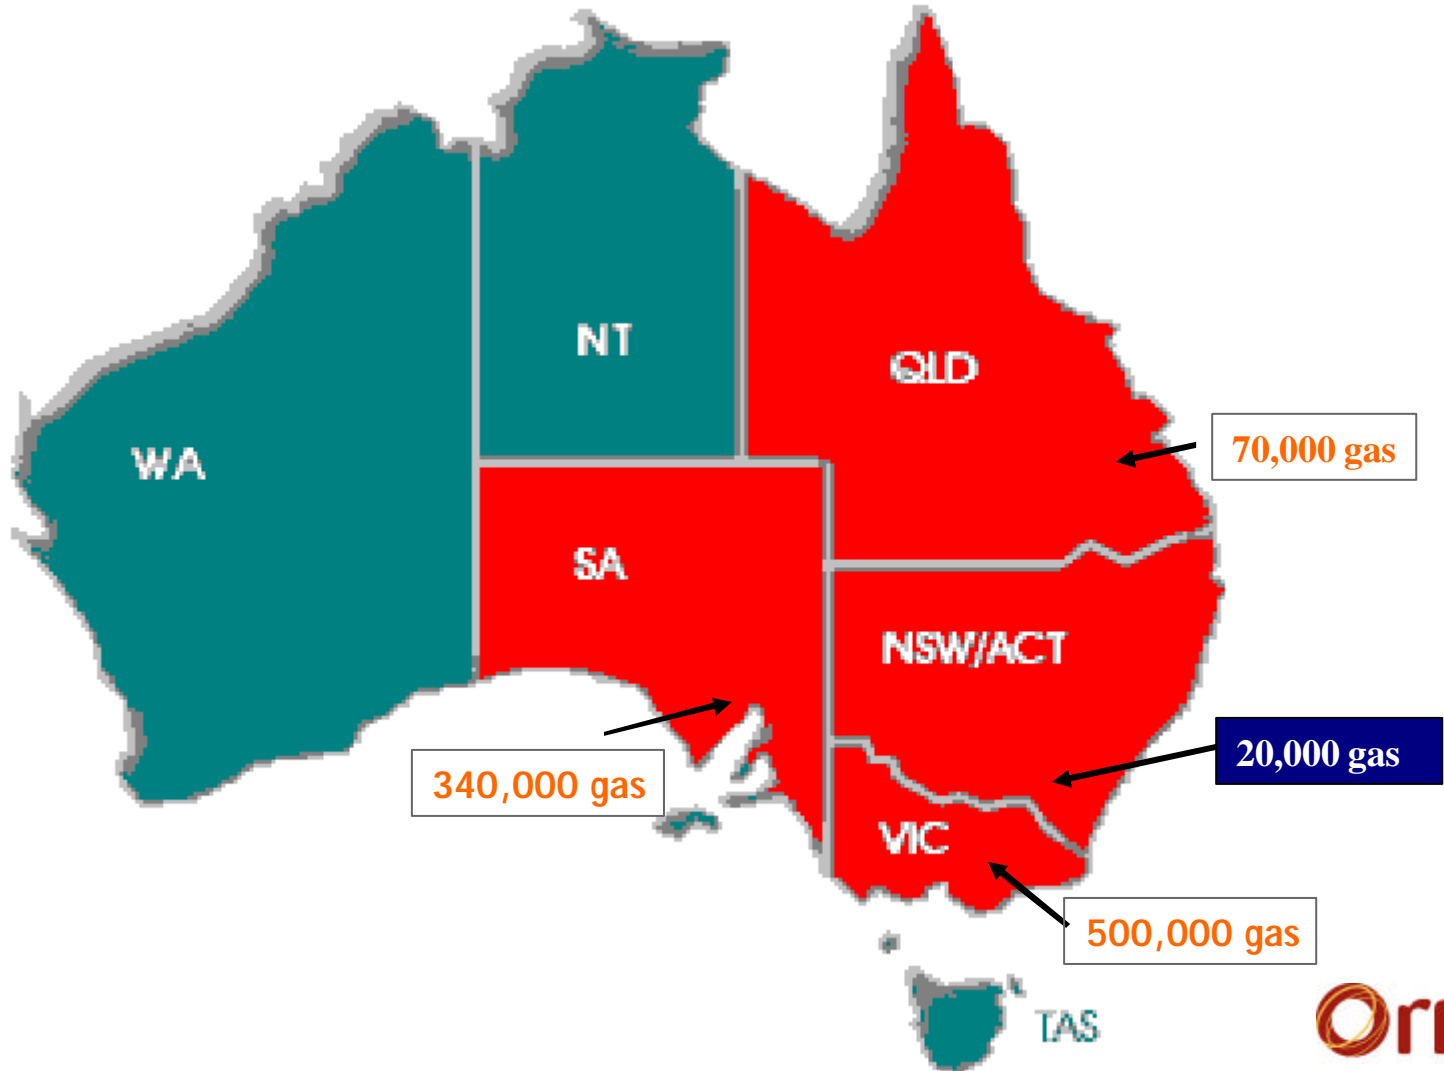 NT
QLD
70,000 gas
WA
SA
NSW/ACT
20,000 gas
340,000 gas
VIC
500,000 gas
TAS